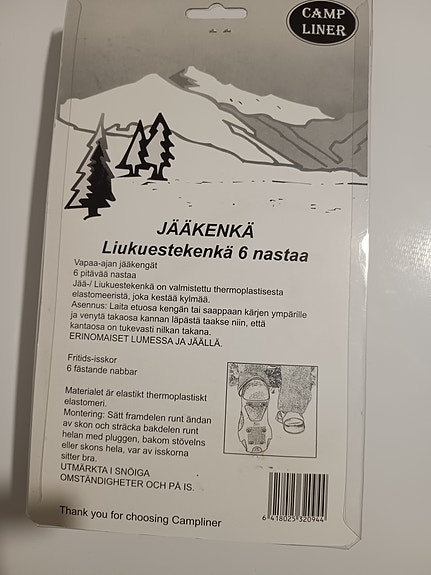 CAMP
LINER
JÄÄKENKÄ
Liukuestekenkä 6 nastaa
Vapaa-ajan jääkengät
6 pitävää nastaa
Jää-/ Liukuestekenkä on valmistettu thermoplastisesta
elastomeeristä, joka kestää kylmää.
Asennus: Laita etuosa kengän tai saappaan kärjen ympärille
ja venytä takaosa kannan läpästä taakse niin, että
kantaosa on tukevasti nilkan takana.
ERINOMAISET LUMESSA JA JÄÄLLÄ.
Fritids-isskor
6 fästande nabbar
Materialet är elastikt thermoplastiskt
elastomeri.
Montering: Sätt framdelen runt ändan
av skon och sträcka bakdelen runt
helan med pluggen, bakom stövelns
eller skons hela, var av isskorna
sitter bra.
UTMÄRKTA I SNÖIGA
OMSTÄNDIGHETER OCH PÅ IS.
6 418025 320944
Thank you for choosing Campliner